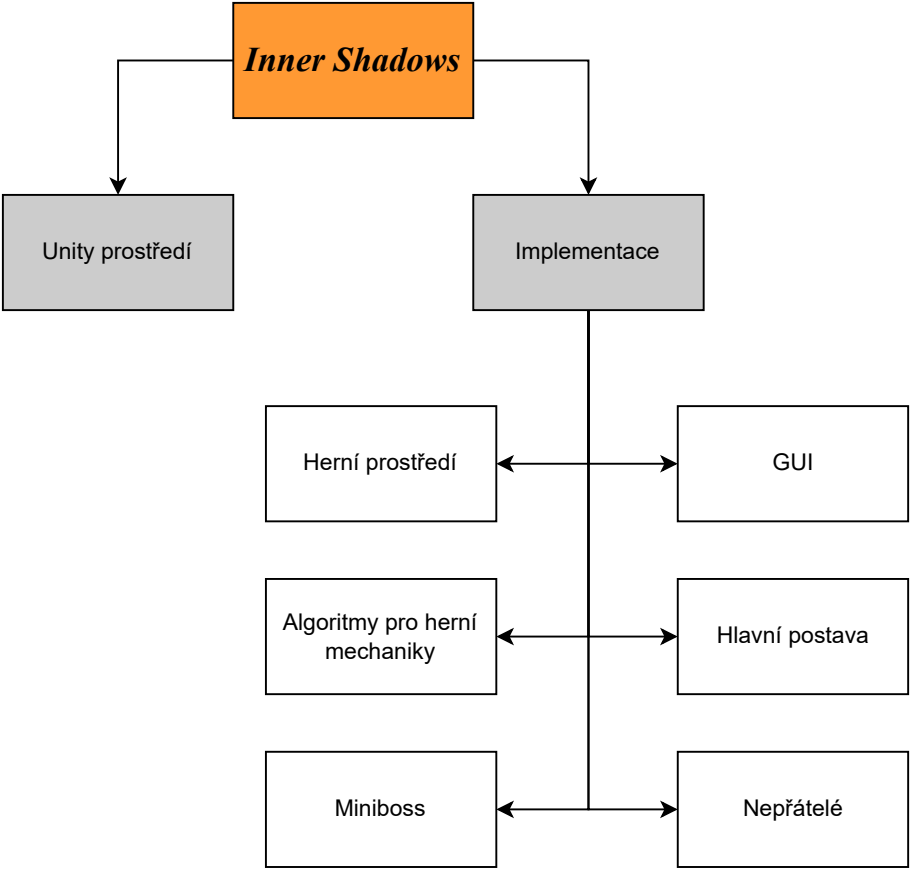 Inner Shadows
Unity prostředí
Implementace
Herní prostředí
GUI
Algoritmy pro herní
mechaniky
Hlavní postava
Miniboss
Nepřátelé